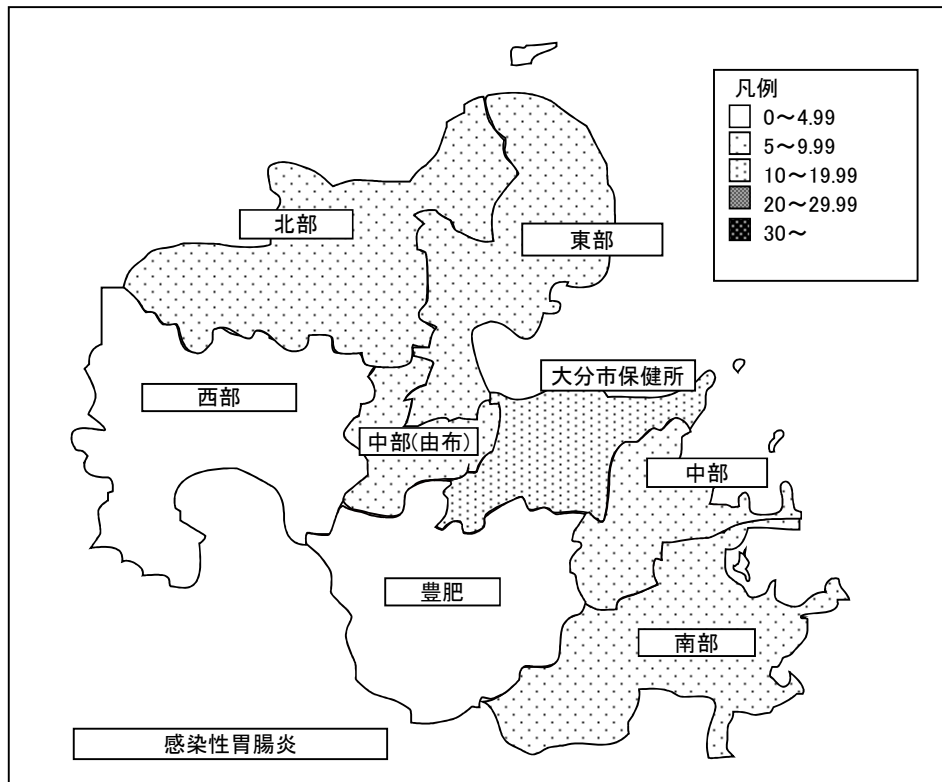 凡例
0～4.99
5～9.99
10～19.99
20～29.99
30～
北部
東部
大分市保健所
西部
中部(由布)
中部
豊肥
南部
感染性胃腸炎